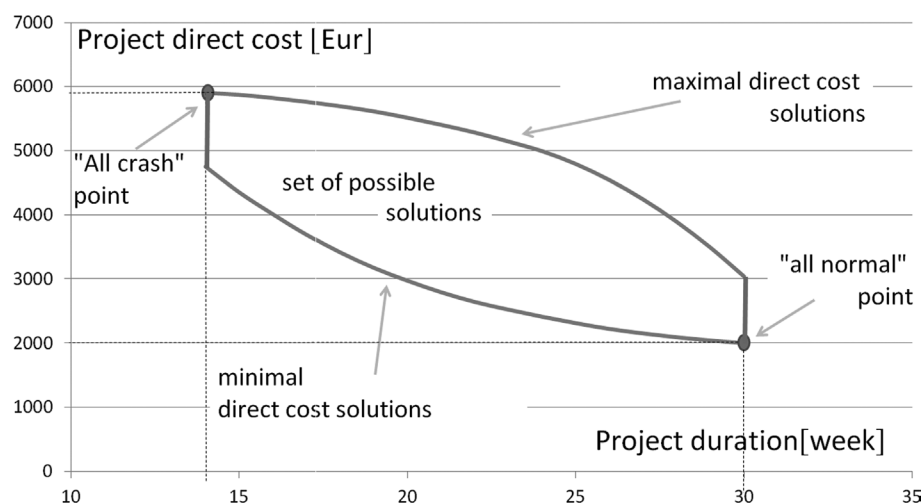 7000
Project direct cost [Eur]
6000
maximal direct cost
solutions
5000
"All crash"
point
set of possible
solutions
4000
3000
"all normal"
point
2000
minimal
direct cost solutions
1000
Project duration[week]
0
10 15 20 25 30 35